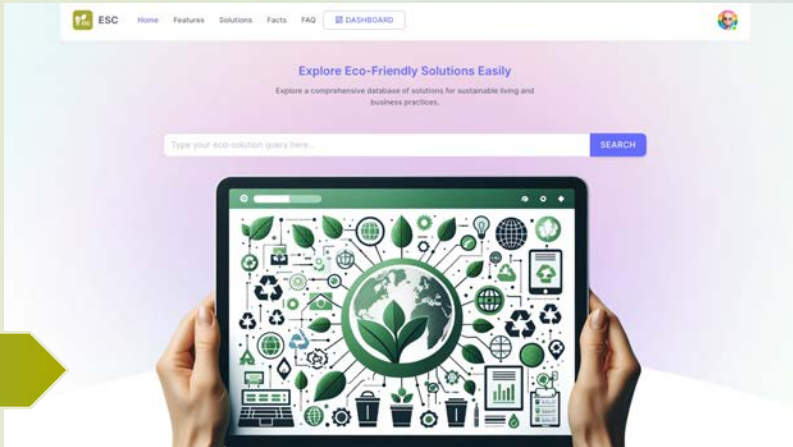 ESC
Home Features Solutions Facts FAQ DASHBOARD
Explore Eco-Friendly Solutions Easily
Explore a comprehensive database of solutions for sustainable living and
business practices.
Type your eco-solution query here...
SEARCH